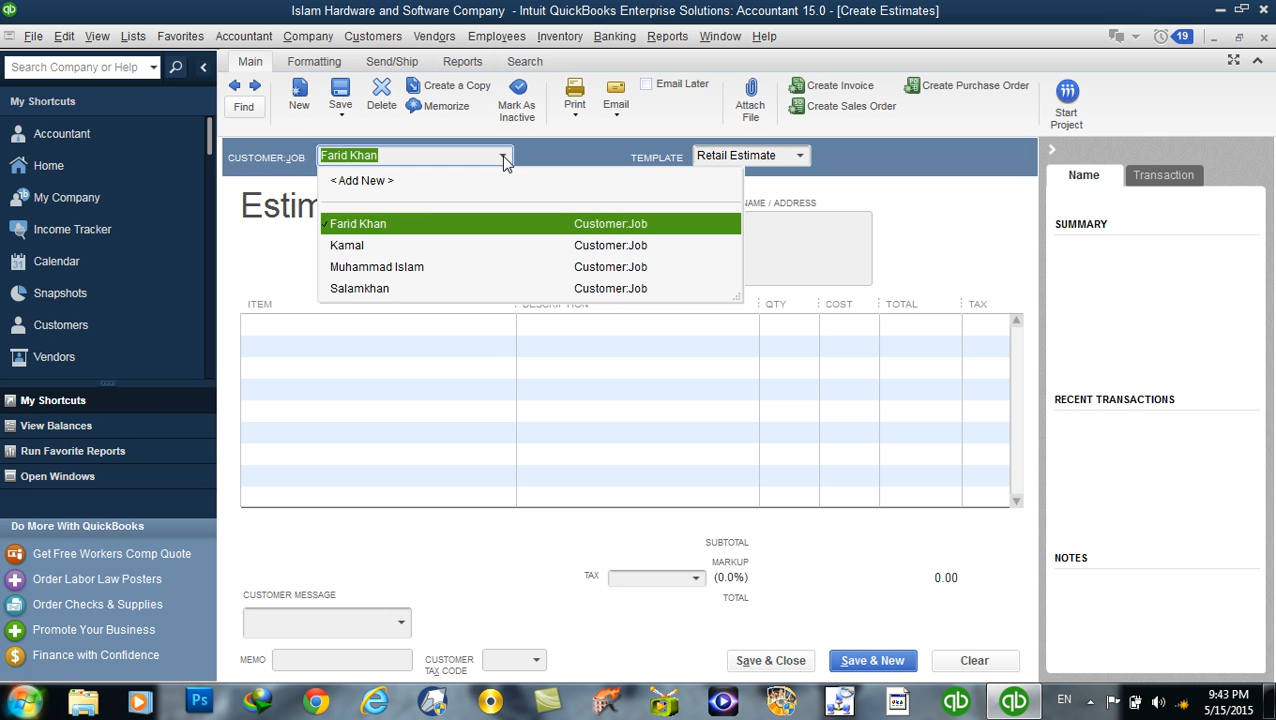 Islam Hardware and Software Company - Intuit QuickBooks Enterprise Solutions: Accountant 15.0 - [Create Estimates]
File Edit View Lists Favorites Accountant Company Customers Vendors Employees Inventory Banking Reports Window Help
19
Search Company or Help
My Shortcuts
Accountant
Home
My Company
Income Tracker
Calendar
Snapshots
Customers
Vendors
My Shortcuts
View Balances
Run Favorite Reports
Open Windows
Do More With QuickBooks
Get Free Workers Comp Quote
Order Labor Law Posters
Order Checks & Supplies
Promote Your Business
Finance with Confidence
Main Formatting Send/Ship Reports Search
Find
New
Save
Delete
Create a Copy
Memorize
Mark As
Inactive
Print
Email
Email Later
Attach
File
Create Invoice
Create Sales Order
Create Purchase Order
Start
Project
CUSTOMER:JOB Farid Khan
TEMPLATE Retail Estimate
< Add New >
Farid Khan Customer:Job
Kamal Customer:Job
Muhammad Islam Customer:Job
Salamkhan Customer:Job
Estim
NAME / ADDRESS
ITEM DESCRIPTION QTY COST TOTAL TAX
SUBTOTAL
MARKUP
TAX (0.0%) 0.00
TOTAL
CUSTOMER MESSAGE
MEMO
CUSTOMER
TAX CODE
Save & Close Save & New Clear
Name Transaction
SUMMARY
RECENT TRANSACTIONS
NOTES
Ps
EN
9:43 PM
5/15/2015